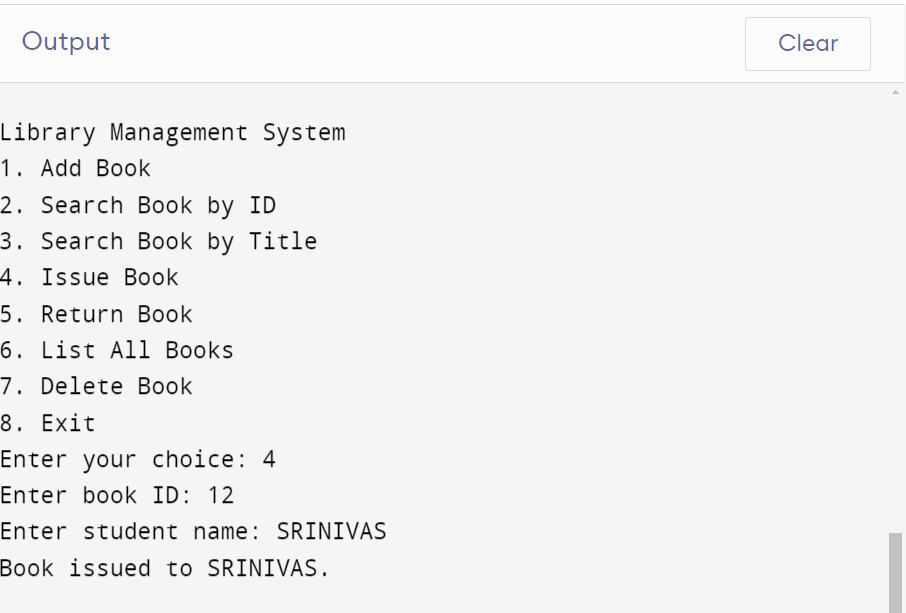 Output
Clear
Library Management System
1. Add Book
2. Search Book by ID
3. Search Book by Title
4. Issue Book
5. Return Book
6. List All Books
7. Delete Book
8. Exit
Enter your choice: 4
Enter book ID: 12
Enter student name: SRINIVAS
Book issued to SRINIVAS.